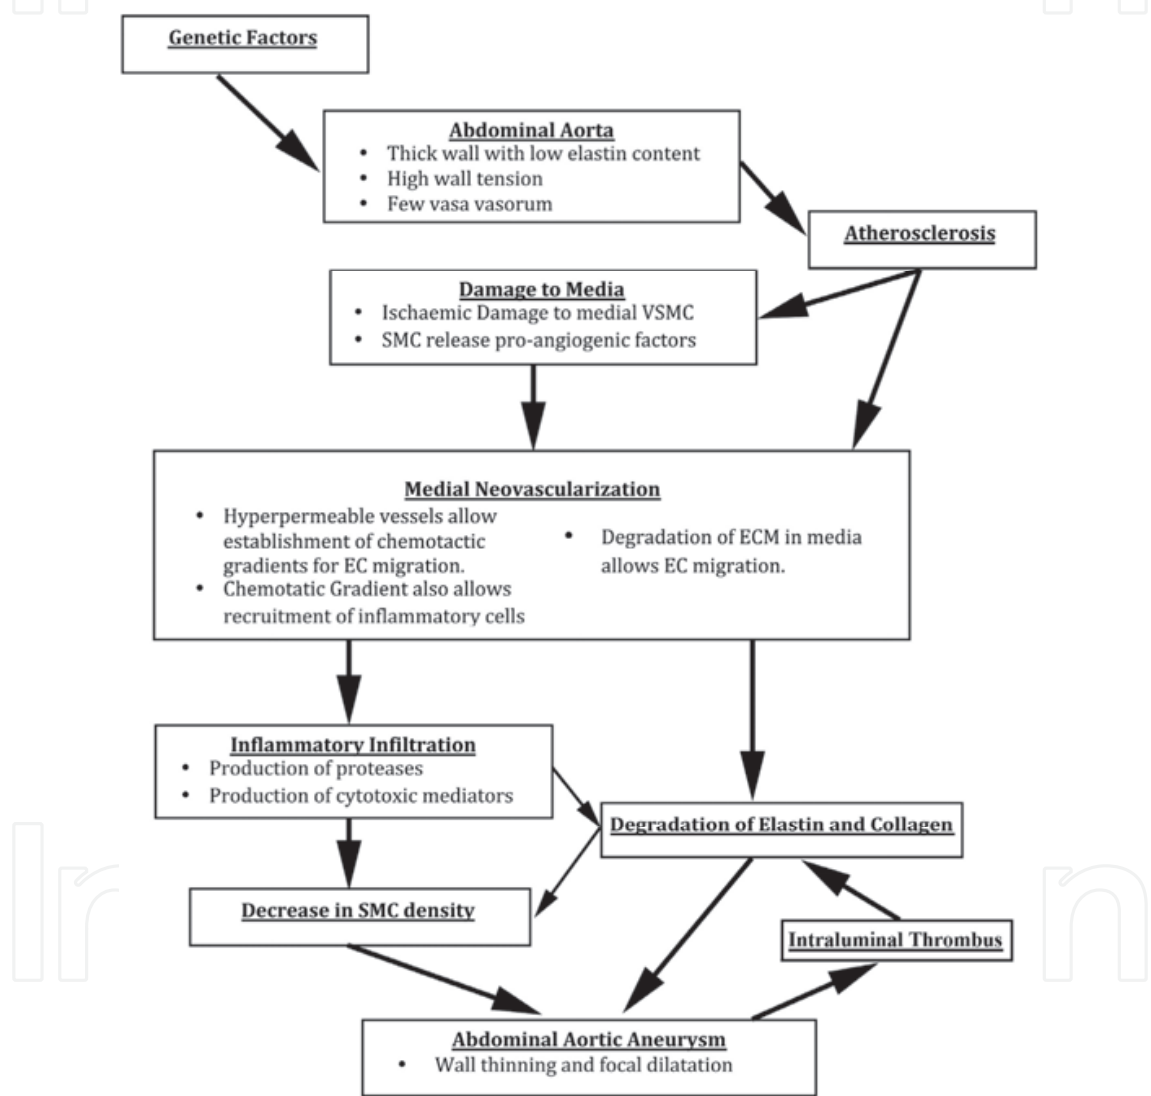 Genetic Factors
Abdominal Aorta
• Thick wall with low elastin content
• High wall tension
• Few vasa vasorum
Atherosclerosis
Damage to Media
• Ischaemic Damage to medial VSMC
• SMC release pro-angiogenic factors
Medial Neovascularization
• Hyperpermeable vessels allow
establishment of chemotactic
gradients for EC migration.
• Chemotatic Gradient also allows
recruitment of inflammatory cells
• Degradation of ECM in media
allows EC migration.
Inflammatory Infiltration
• Production of proteases
• Production of cytotoxic mediators
Degradation of Elastin and Collagen
Decrease in SMC density
Intraluminal Thrombus
Abdominal Aortic Aneurysm
• Wall thinning and focal dilatation